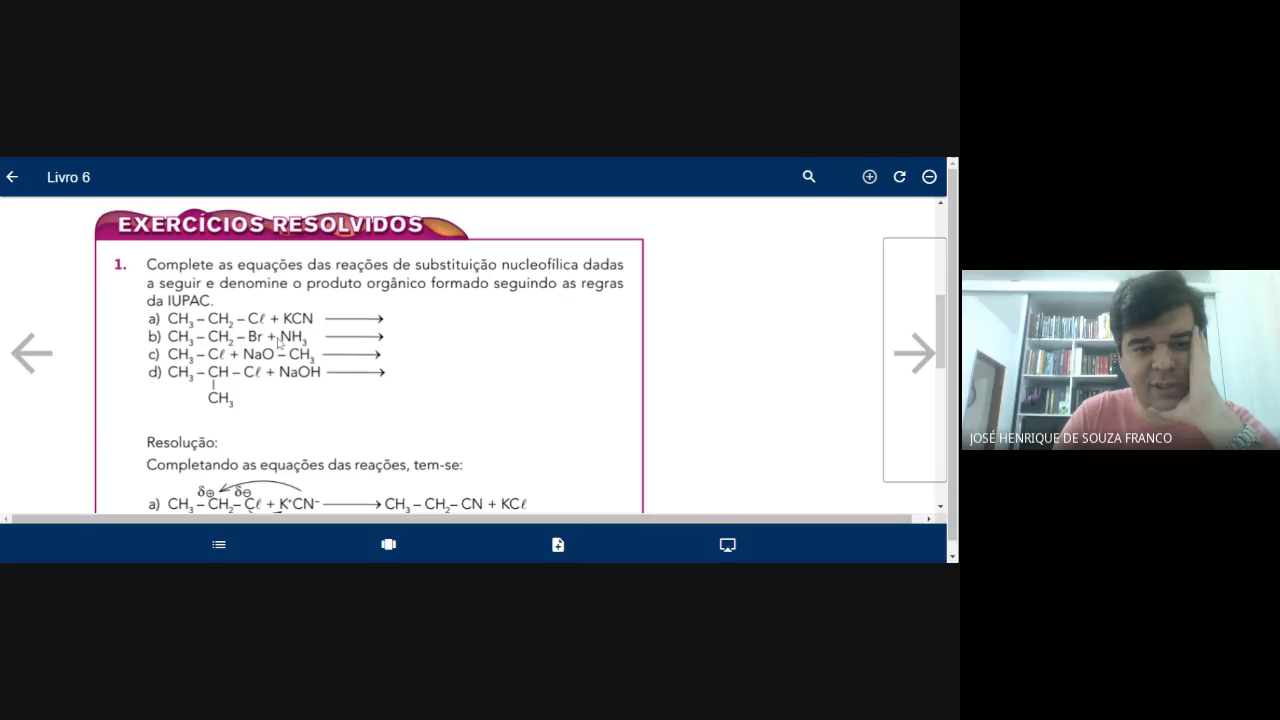 Livro 6
EXERCÍCIOS RESOLVIDOS
1. Complete as equações das reações de substituição nucleofílica dadas
a seguir e denomine o produto orgânico formado seguindo as regras
da IUPAC.
a) CH₃ – CH₂ – Cℓ + KCN ⟶
b) CH₃ – CH₂ – Br + NH₃ ⟶
c) CH₃ – Cℓ + NaO – CH₃ ⟶
d) CH₃ – CH – Cℓ + NaOH ⟶
|
CH₃
Resolução:
Completando as equações das reações, tem-se:
δ⊕ δ⊖
a) CH₃ – CH₂ – Cℓ + K⁺CN⁻ ⟶ CH₃ – CH₂ – CN + KCℓ
JOSÉ HENRIQUE DE SOUZA FRANCO